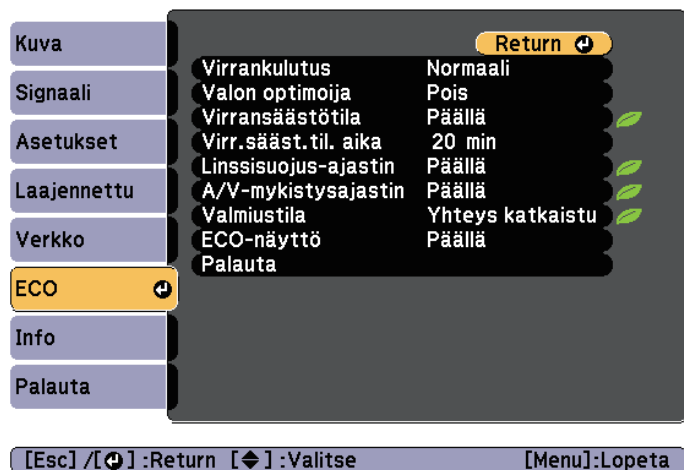 Kuva
Signaali
Asetukset
Laajennettu
Verkko
ECO
Info
Palauta
Return
Virrankulutus Normaali
Valon optimoija Pois
Virransäästötila Päällä
Virr.sääst.til. aika 20 min
Linssisuojus-ajastin Päällä
A/V-mykistysajastin Päällä
Valmiustila Yhteys katkaistu
ECO-näyttö Päällä
Palauta
[Esc] /[⏎] :Return [◆] :Valitse [Menu]:Lopeta